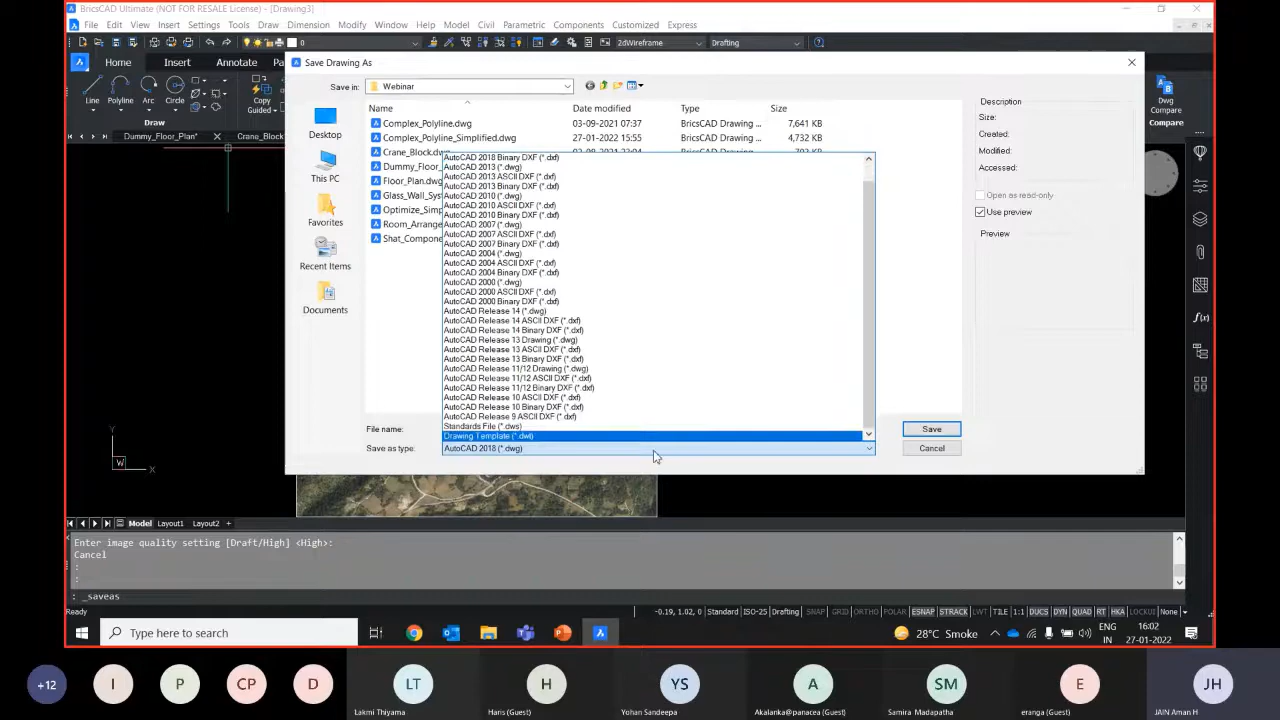 BricsCAD Ultimate (NOT FOR RESALE License) - [Drawing3]
File Edit View Insert Settings Tools Draw Dimension Modify Window Help Model Civil Parametric Components Customized Express
0 2dWireframe Drafting
Home Insert Annotate
Save Drawing As
Save in: Webinar
Line Polyline Arc Circle Copy Guided
Draw
Dwg Compare
Compare
Dummy_Floor_Plan* Crane_Block
Desktop
This PC
Favorites
Recent Items
Documents
Name Date modified Type Size
Complex_Polyline.dwg 03-09-2021 07:37 BricsCAD Drawing ... 7,641 KB
Complex_Polyline_Simplified.dwg 27-01-2022 15:55 BricsCAD Drawing ... 4,732 KB
Dummy_Floor_
Floor_Plan.dwg
Glass_Wall_Sys
Optimize_Simp
Room_Arrange
Shat_Compone
AutoCAD 2018 Binary DXF (*.dxf)
AutoCAD 2013 (*.dwg)
AutoCAD 2013 ASCII DXF (*.dxf)
AutoCAD 2013 Binary DXF (*.dxf)
AutoCAD 2010 (*.dwg)
AutoCAD 2010 ASCII DXF (*.dxf)
AutoCAD 2010 Binary DXF (*.dxf)
AutoCAD 2007 (*.dwg)
AutoCAD 2007 ASCII DXF (*.dxf)
AutoCAD 2007 Binary DXF (*.dxf)
AutoCAD 2004 (*.dwg)
AutoCAD 2004 ASCII DXF (*.dxf)
AutoCAD 2004 Binary DXF (*.dxf)
AutoCAD 2000 (*.dwg)
AutoCAD 2000 ASCII DXF (*.dxf)
AutoCAD 2000 Binary DXF (*.dxf)
AutoCAD Release 14 (*.dwg)
AutoCAD Release 14 ASCII DXF (*.dxf)
AutoCAD Release 14 Binary DXF (*.dxf)
AutoCAD Release 13 Drawing (*.dwg)
AutoCAD Release 13 ASCII DXF (*.dxf)
AutoCAD Release 13 Binary DXF (*.dxf)
AutoCAD Release 11/12 Drawing (*.dwg)
AutoCAD Release 11/12 ASCII DXF (*.dxf)
AutoCAD Release 11/12 Binary DXF (*.dxf)
AutoCAD Release 10 ASCII DXF (*.dxf)
AutoCAD Release 10 Binary DXF (*.dxf)
AutoCAD Release 9 ASCII DXF (*.dxf)
Standards File (*.dws)
Drawing Template (*.dwt)
File name: Save
Save as type: AutoCAD 2018 (*.dwg) Cancel
Description
Size:
Created:
Modified:
Accessed:
Open as read-only
Use preview
Preview
Y
W X
Model Layout1 Layout2 +
Enter image quality setting [Draft/High] <High>:
Cancel
:
:
: _saveas
Ready -0.19, 1.02, 0 Standard ISO-25 Drafting SNAP GRID ORTHO POLAR ESNAP STRACK LWT TILE 1:1 DUCS DYN QUAD RT HKA LOCKUI None
Type here to search 28°C Smoke ENG IN 16:02 27-01-2022
+12 I P CP D LT H YS A SM E JH
Lakmi Thiyama Haris (Guest) Yohan Sandeepa Akalanka@panacea (Guest) Samira Madapatha eranga (Guest) JAIN Aman H